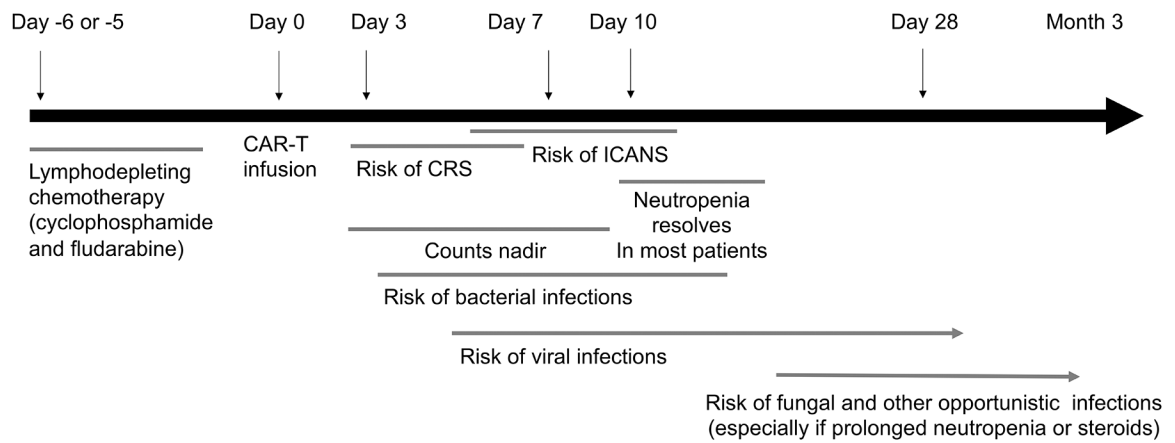 Day -6 or -5
Day 0
Day 3
Day 7
Day 10
Day 28
Month 3
CAR-T
infusion
Lymphodepleting
chemotherapy
(cyclophosphamide
and fludarabine)
Risk of CRS
Risk of ICANS
Neutropenia
resolves
In most patients
Counts nadir
Risk of bacterial infections
Risk of viral infections
Risk of fungal and other opportunistic infections
(especially if prolonged neutropenia or steroids)